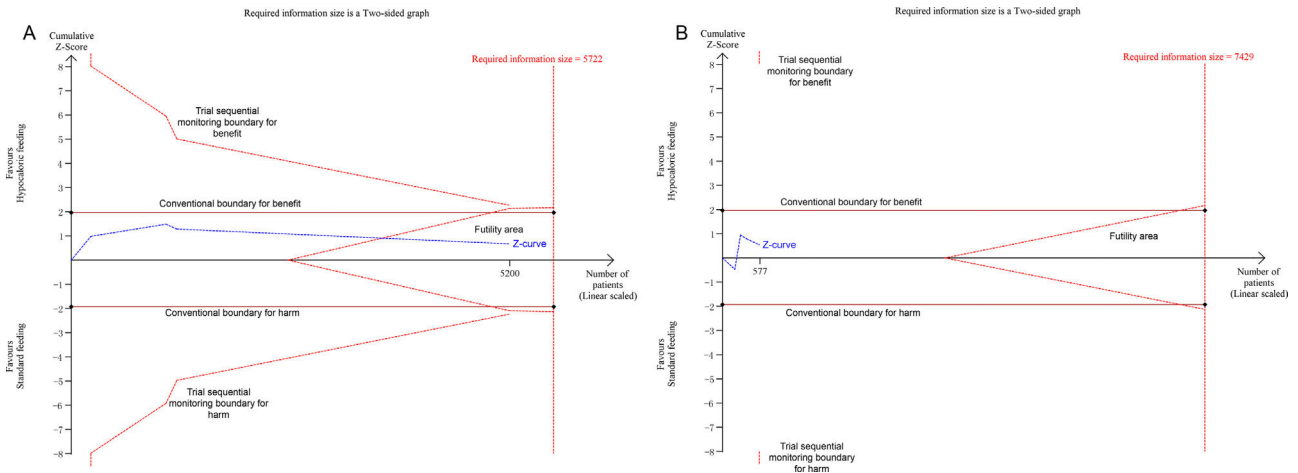 Required information size is a Two-sided graph
A
Cumulative
Z-Score
Required information size = 5722
8
7
6
5
4
3
2
1
-1
-2
-3
-4
-5
-6
-7
-8
Favours
Hypocaloric feeding
Favours
Standard feeding
Trial sequential
monitoring boundary for
benefit
Conventional boundary for benefit
Futility area
Z-curve
5200
Number of
patients
(Linear scaled)
Conventional boundary for harm
Trial sequential
monitoring boundary for
harm
Required information size is a Two-sided graph
B
Cumulative
Z-Score
Trial sequential
monitoring boundary
for benefit
Required information size = 7429
8
7
6
5
4
3
2
1
-1
-2
-3
-4
-5
-6
-7
-8
Favours
Hypocaloric feeding
Favours
Standard feeding
Conventional boundary for benefit
Futility area
Z-curve
577
Number of
patients
(Linear scaled)
Conventional boundary for harm
Trial sequential
monitoring boundary
for harm